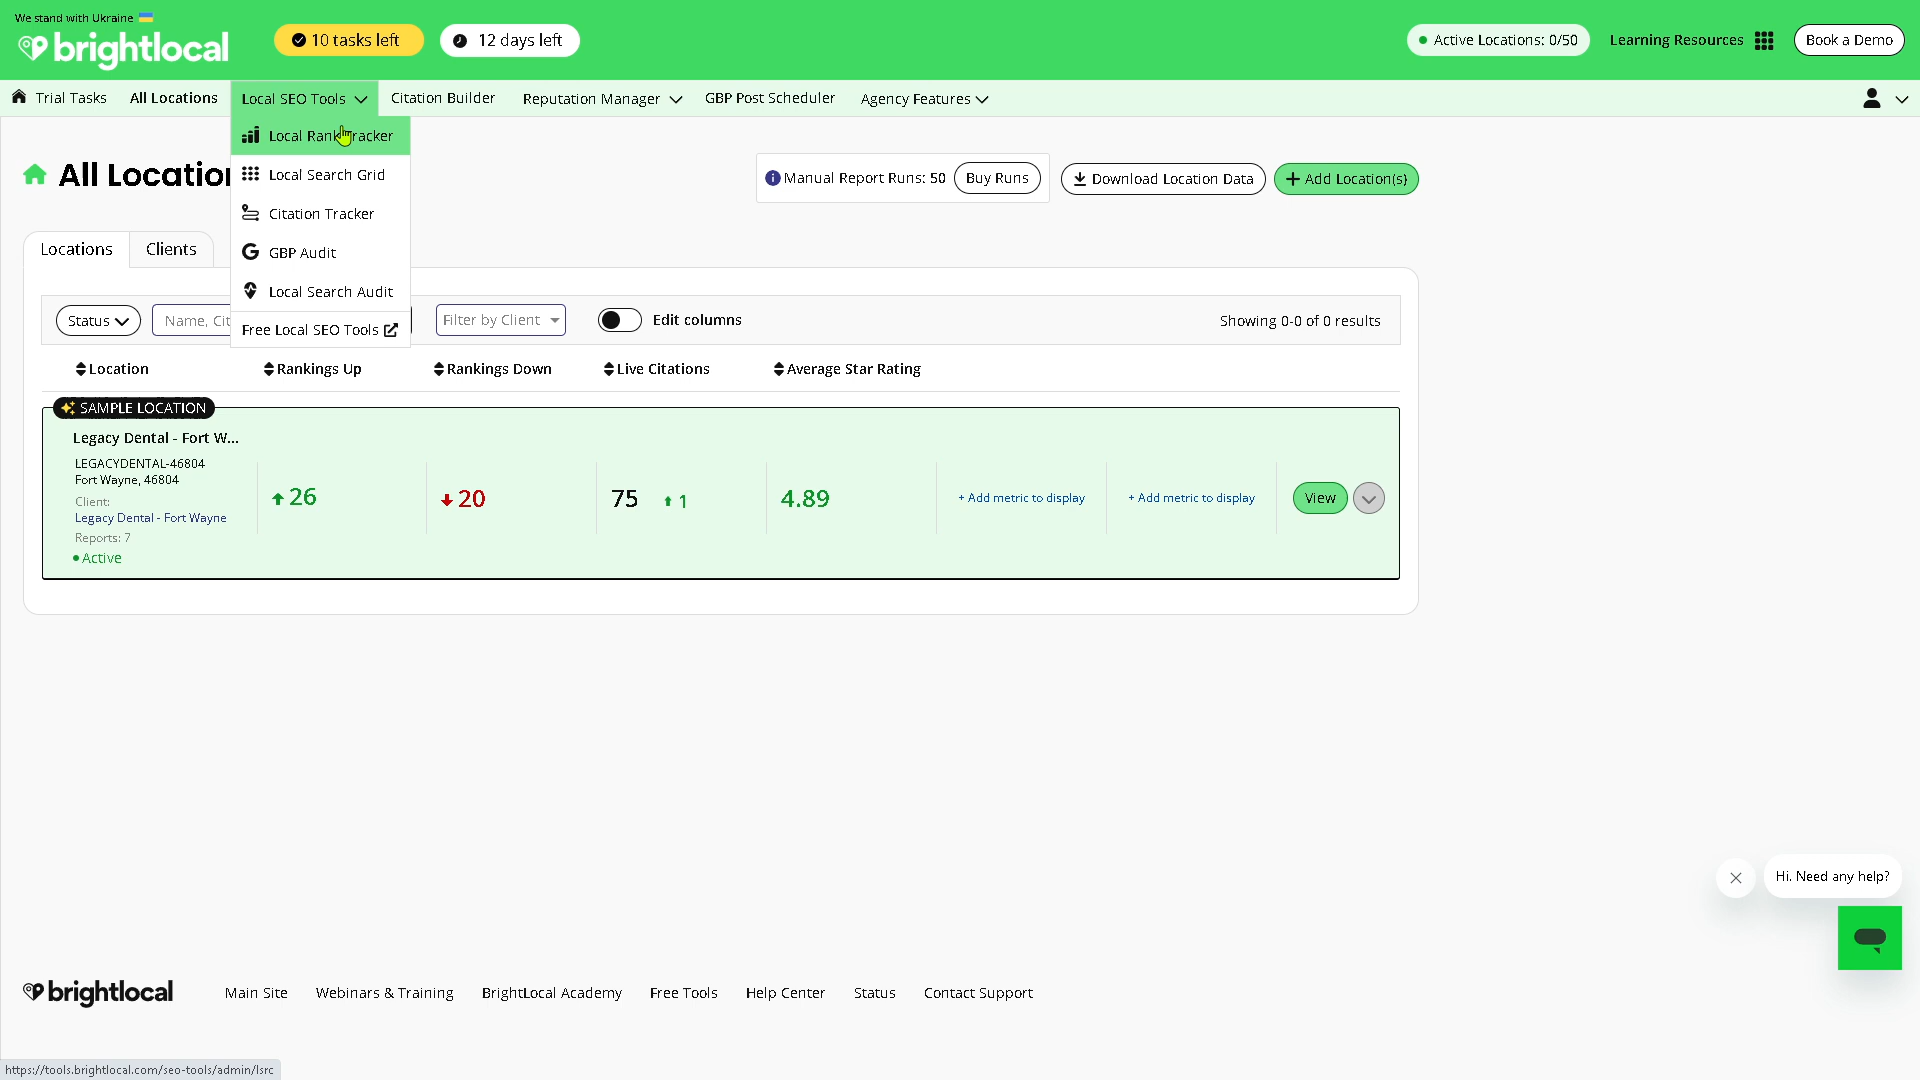 We stand with Ukraine
brightlocal
10 tasks left
12 days left
Active Locations: 0/50
Learning Resources
Book a Demo
Trial Tasks
All Locations
Local SEO Tools
Citation Builder
Reputation Manager
GBP Post Scheduler
Agency Features
Local Rank Tracker
Local Search Grid
Citation Tracker
GBP Audit
Local Search Audit
Free Local SEO Tools
All Location
Manual Report Runs: 50
Buy Runs
Download Location Data
Add Location(s)
Locations
Clients
Status
Name, Cit
Filter by Client
Edit columns
Showing 0-0 of 0 results
Location
Rankings Up
Rankings Down
Live Citations
Average Star Rating
SAMPLE LOCATION
Legacy Dental - Fort W...
LEGACYDENTAL-46804
Fort Wayne, 46804
Client:
Legacy Dental - Fort Wayne
Reports: 7
Active
26
20
75
1
4.89
+ Add metric to display
+ Add metric to display
View
Hi. Need any help?
brightlocal
Main Site
Webinars & Training
BrightLocal Academy
Free Tools
Help Center
Status
Contact Support
https://tools.brightlocal.com/seo-tools/admin/lsrc